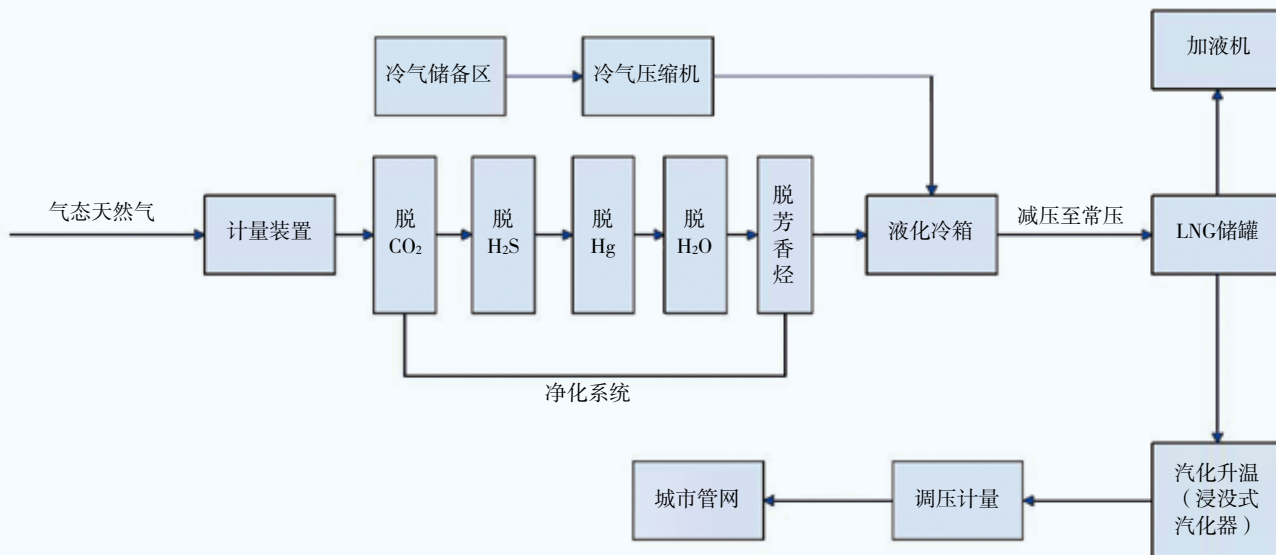 加液机
冷气储备区
冷气压缩机
气态天然气
计量装置
脱
CO₂
脱
H₂S
脱
Hg
脱
H₂O
脱
芳
香
烃
液化冷箱
减压至常压
LNG储罐
净化系统
城市管网
调压计量
汽化升温
（浸没式
汽化器）